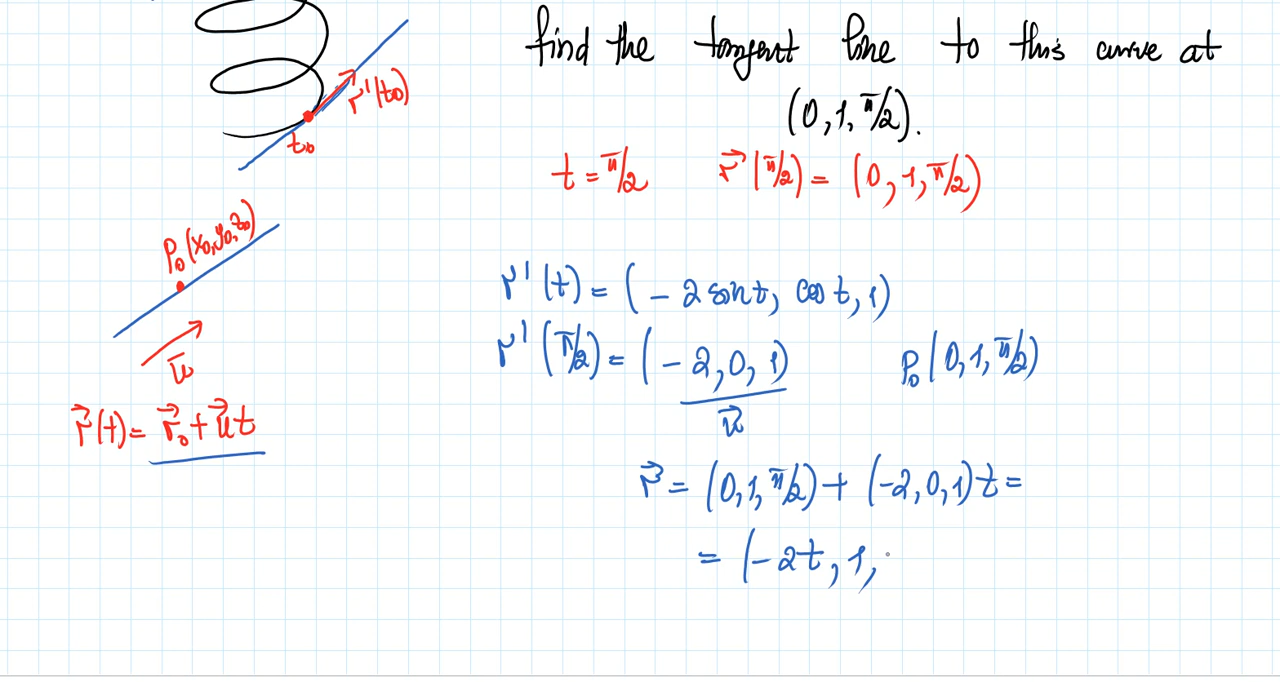 find the tangent line to this curve at
(0, 1, π/2).
r'(t0)
t0
t = π/2 r⃗(π/2) = (0, 1, π/2)
P0(x0, y0, z0)
u⃗
r⃗(t) = r⃗0 + u⃗t
r'(t) = (-2 sin t, cos t, 1)
r'(π/2) = (-2, 0, 1) P0(0, 1, π/2)
u⃗
r⃗ = (0, 1, π/2) + (-2, 0, 1)t =
= (-2t, 1,